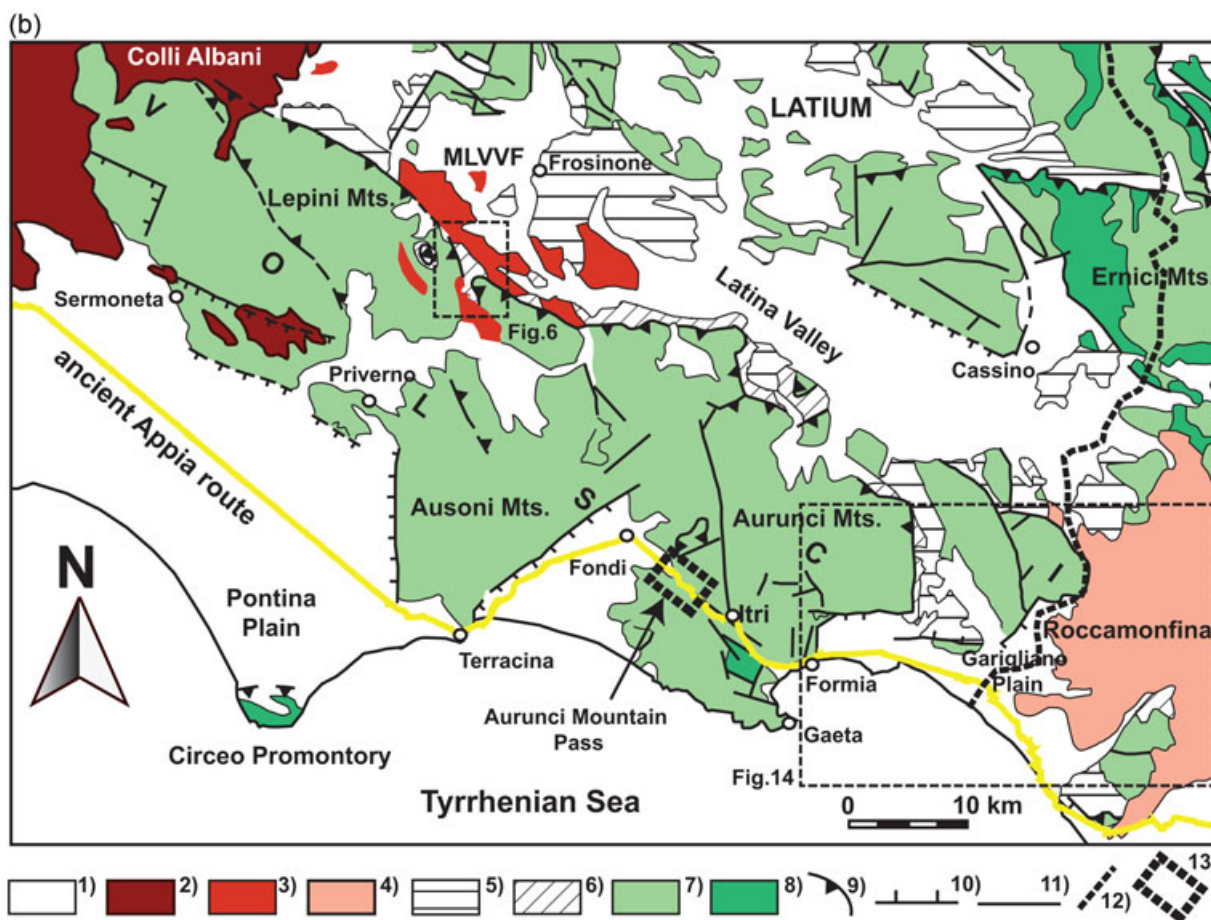 (b)
Colli Albani
LATIUM
MLVVF
Frosinone
V
Lepini Mts.
O
Ernici Mts.
Sermoneta
Latina Valley
Fig.6
Cassino
Priverno
L
ancient Appia route
Ausoni Mts.
S
Aurunci Mts.
C
Fondi
N
Pontina
Plain
Itri
Roccamonfina
Terracina
Garigliano
Plain
Formia
Aurunci Mountain
Pass
Gaeta
Circeo Promontory
Fig.14
Tyrrhenian Sea
0 10 km
1) 2) 3) 4) 5) 6) 7) 8) 9) 10) 11) 12) 13)